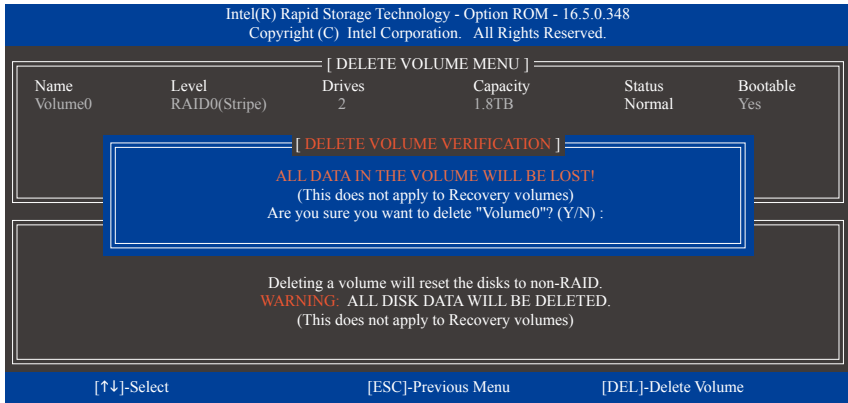 Intel(R) Rapid Storage Technology - Option ROM - 16.5.0.348
Copyright (C) Intel Corporation. All Rights Reserved.
[ DELETE VOLUME MENU ]
Name Level Drives Capacity Status Bootable
Volume0 RAID0(Stripe) 2 1.8TB Normal Yes
[ DELETE VOLUME VERIFICATION ]
ALL DATA IN THE VOLUME WILL BE LOST!
(This does not apply to Recovery volumes)
Are you sure you want to delete "Volume0"? (Y/N) :
Deleting a volume will reset the disks to non-RAID.
WARNING: ALL DISK DATA WILL BE DELETED.
(This does not apply to Recovery volumes)
[↑↓]-Select [ESC]-Previous Menu [DEL]-Delete Volume